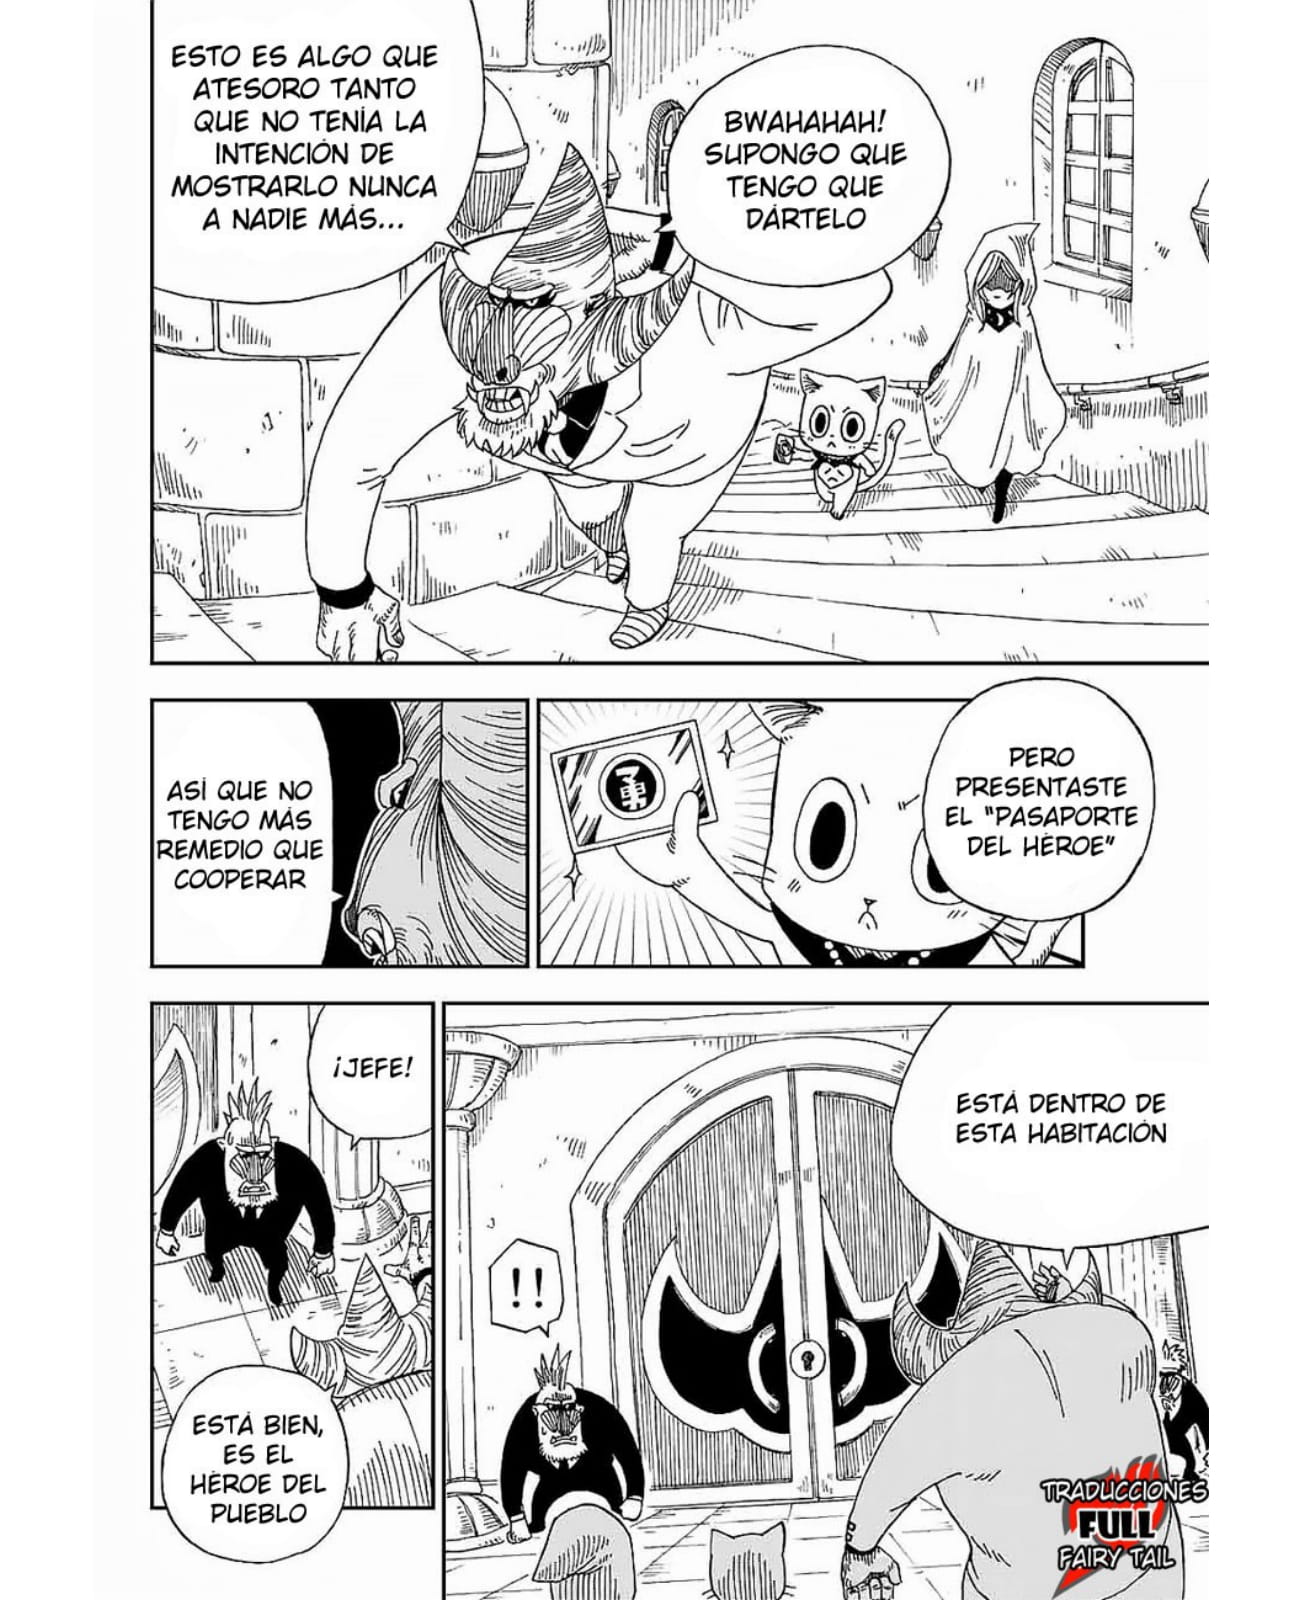 BWAHAHAH!
SUPONGO QUE
TENGO QUE
DÁRTELO
ESTO ES ALGO QUE
ATESORO TANTO
QUE NO TENÍA LA
INTENCIÓN DE
MOSTRARLO NUNCA
A NADIE MÁS...
PERO
PRESENTASTE
EL "PASAPORTE
DEL HÉROE"
マ勇
ASÍ QUE NO
TENGO MÁS
REMEDIO QUE
COOPERAR
ESTÁ DENTRO DE
ESTA HABITACIÓN
!!
¡JEFE!
ESTÁ BIEN,
ES EL
HÉROE DEL
PUEBLO
TRADUCCIONES
FULL
FAIRY TAIL